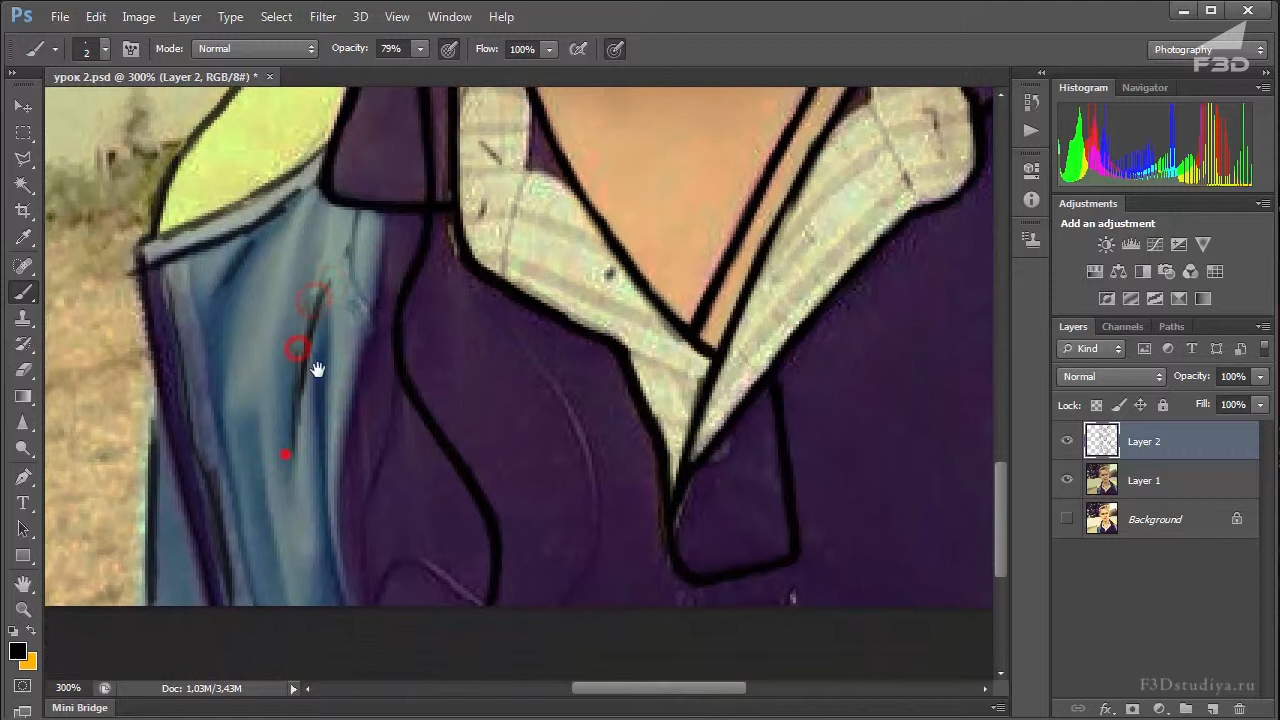 Ps File Edit Image Layer Type Select Filter 3D View Window Help
2 Mode: Normal Opacity: 79% Flow: 100% Photography
F3D
урок 2.psd @ 300% (Layer 2, RGB/8#) * ×
Histogram Navigator
Adjustments
Add an adjustment
Layers Channels Paths
Kind
Normal Opacity: 100%
Lock: Fill: 100%
Layer 2
Layer 1
Background
300% Doc: 1,03M/3,43M
F3Dstudiya.ru
Mini Bridge